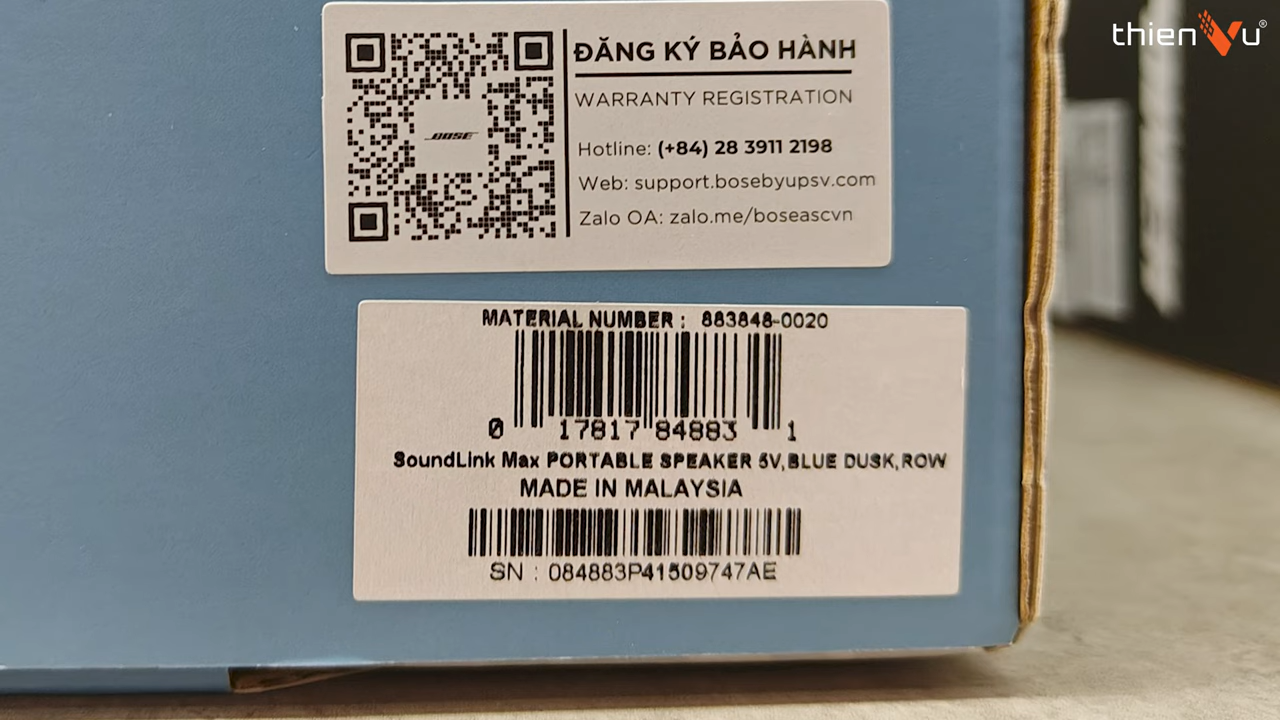 thienVu®
ĐĂNG KÝ BẢO HÀNH
WARRANTY REGISTRATION
BOSE
Hotline: (+84) 28 3911 2198
Web: support.bosebyupsv.com
Zalo OA: zalo.me/boseascvn
MATERIAL NUMBER : 883848-0020
0 17817 84883 1
SoundLink Max PORTABLE SPEAKER 5V, BLUE DUSK, ROW
MADE IN MALAYSIA
SN : 084883P41509747AE